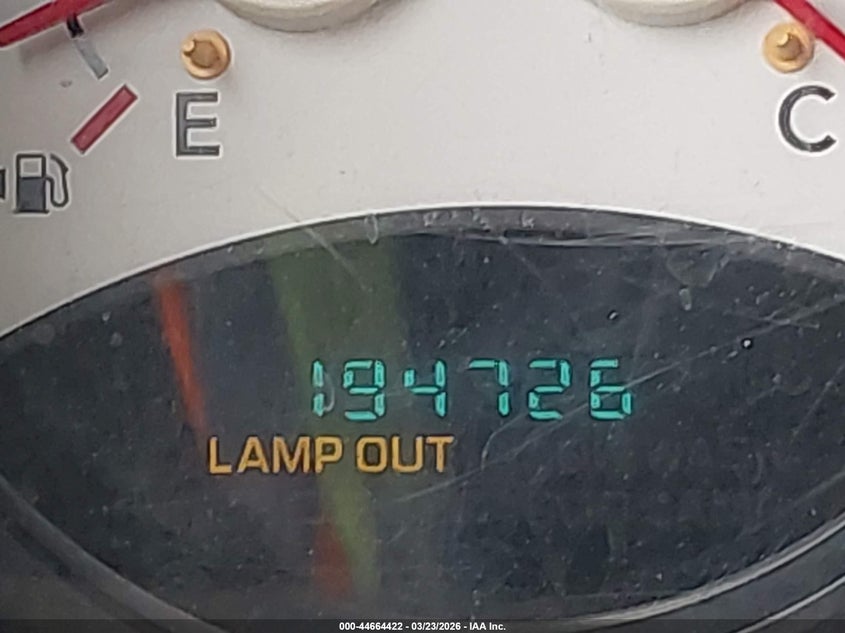 E
C
194726
LAMP OUT
000-44664422 - 03/23/2026 - IAA Inc.